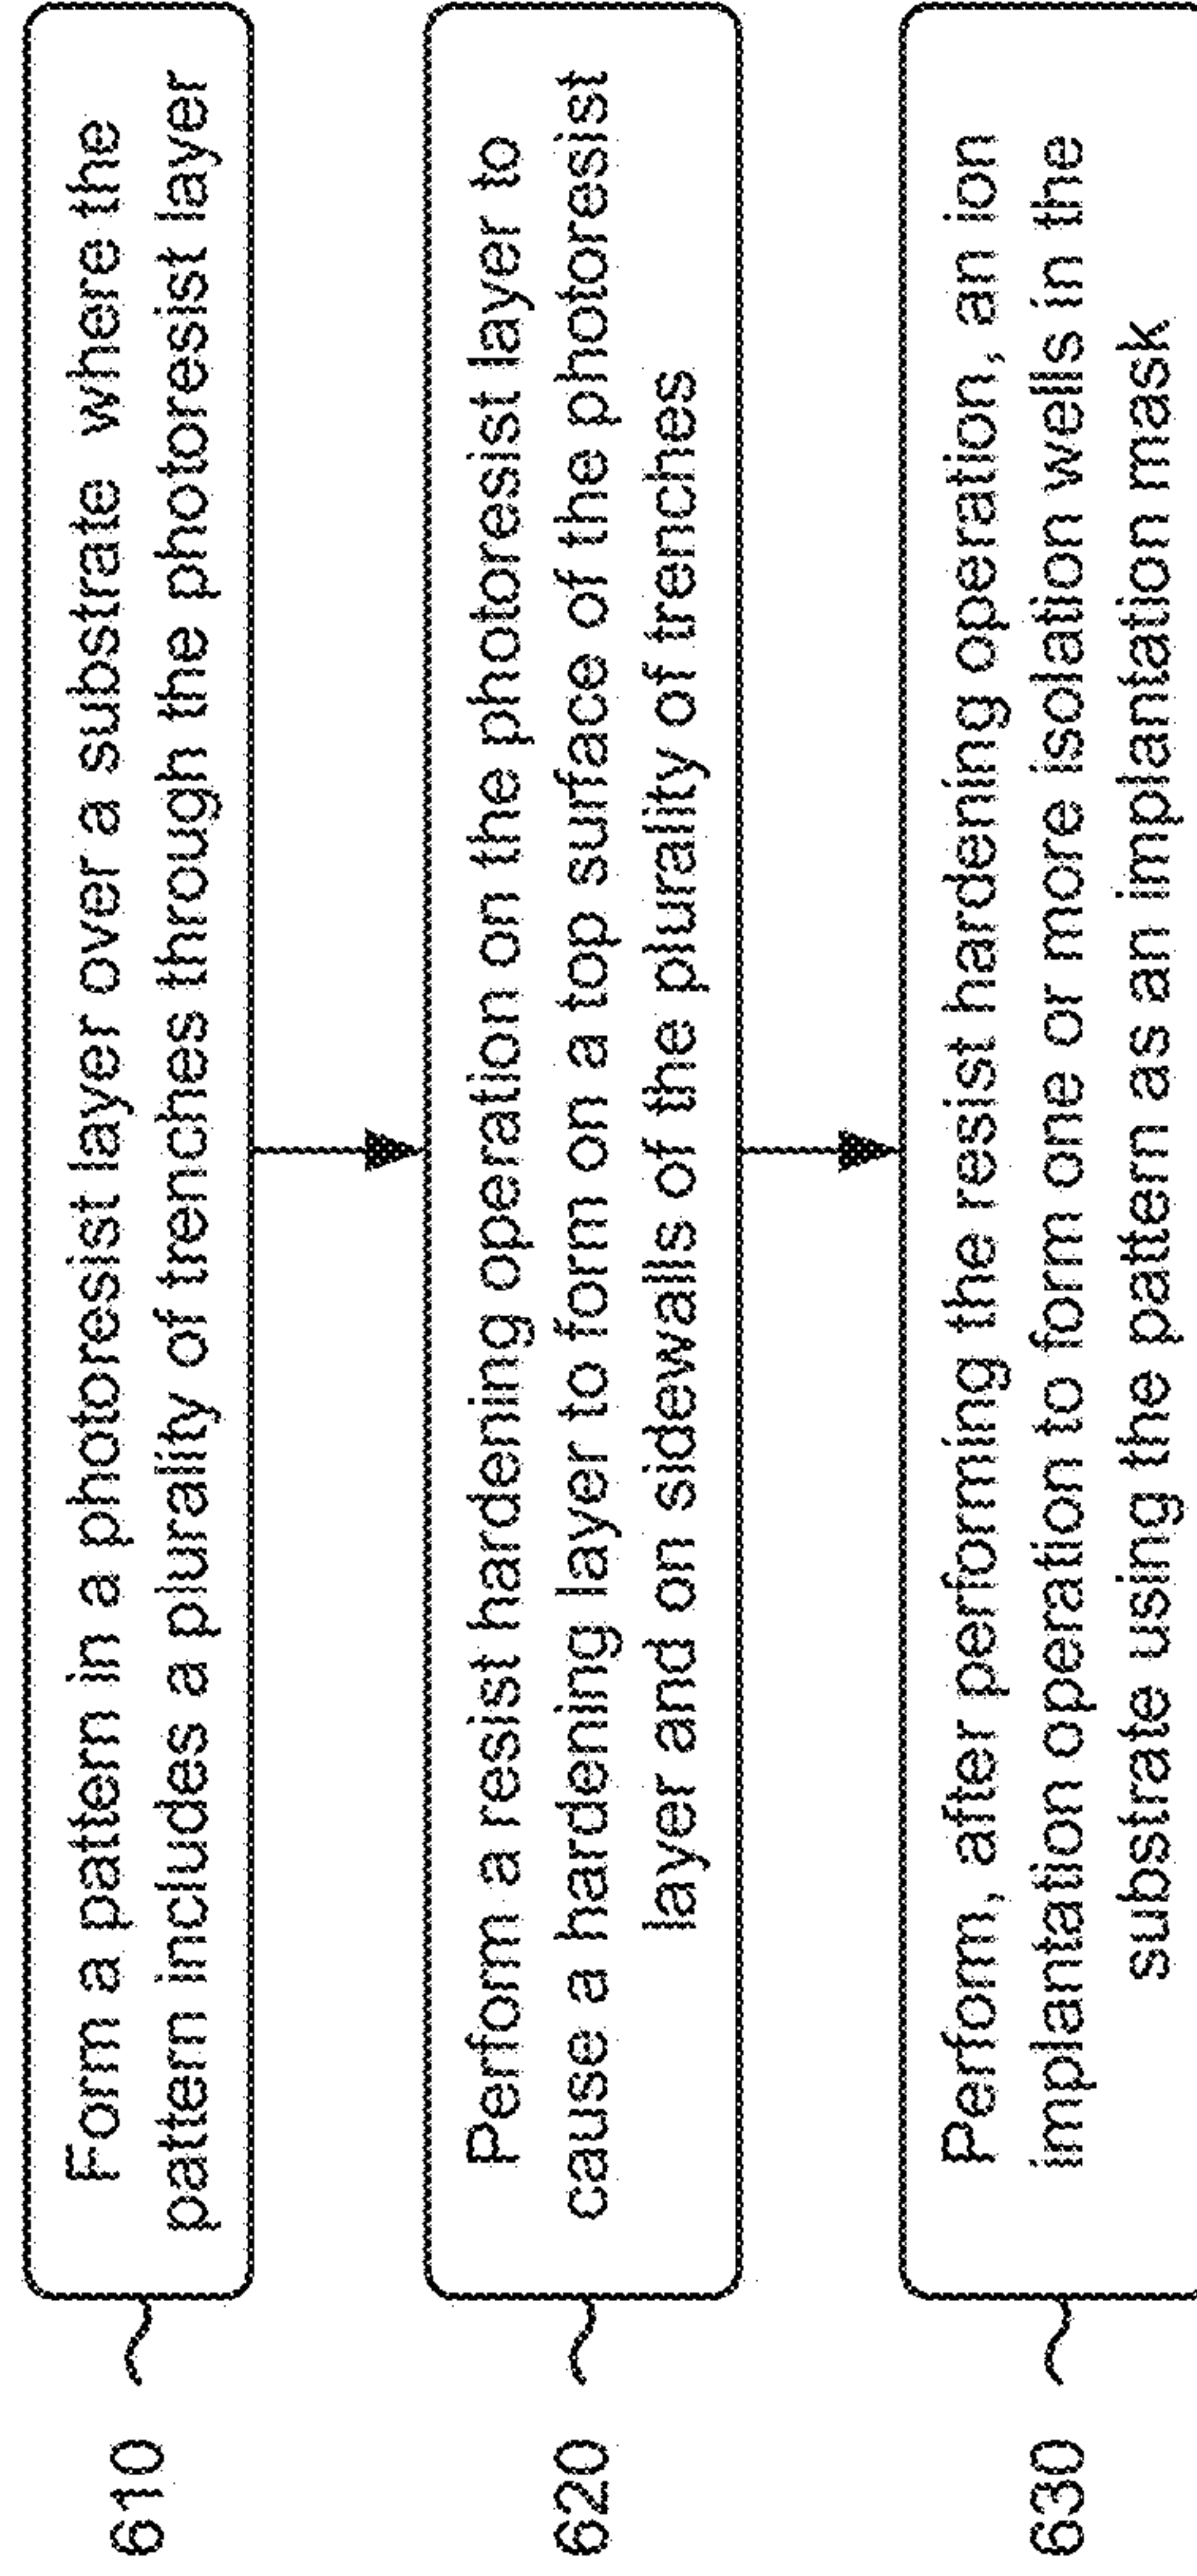 610
Form a pattern in a photoresist layer over a substrate where the
pattern includes a plurality of trenches through the photoresist layer
620
Perform a resist hardening operation on the photoresist layer to
cause a hardening layer to form on a top surface of the photoresist
layer and on sidewalls of the plurality of trenches
630
Perform, after performing the resist hardening operation, an ion
implantation operation to form one or more isolation wells in the
substrate using the pattern as an implantation mask